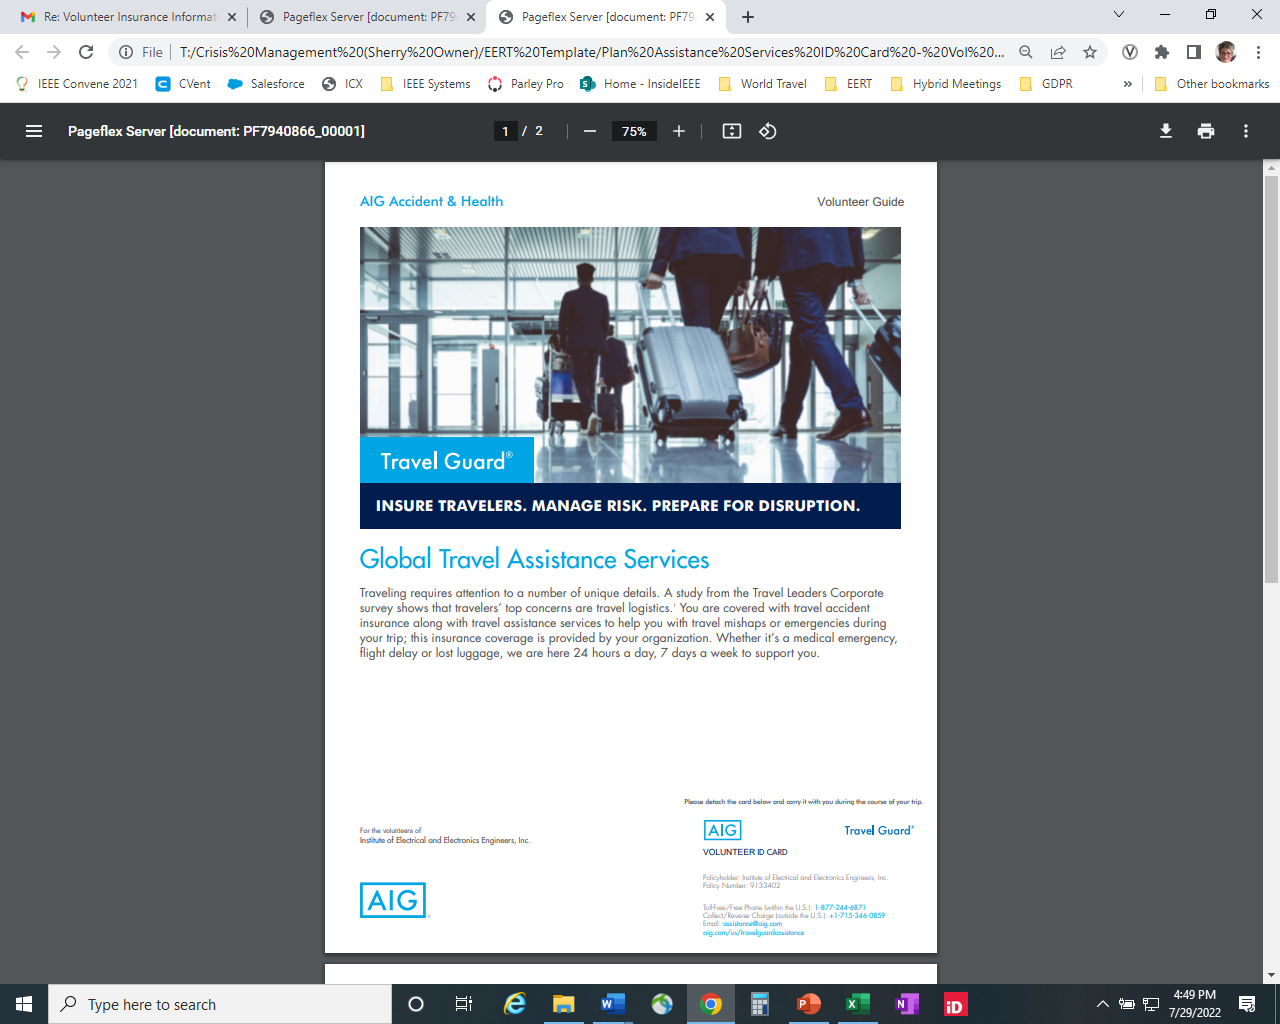 Re: Volunteer Insurance Informat
Pageflex Server [document: PF79
Pageflex Server [document: PF79
File
T:/Crisis%20Management%20(Sherry%20Owner)/EERT%20Template/Plan%20Assistance%20Services%20ID%20Card%20-%20Vol%20...
IEEE Convene 2021
CVent
Salesforce
ICX
IEEE Systems
Parley Pro
Home - InsideIEEE
World Travel
EERT
Hybrid Meetings
GDPR
»
Other bookmarks
Pageflex Server [document: PF7940866_00001]
1 / 2
75%
AIG Accident & Health
Volunteer Guide
Travel Guard®
INSURE TRAVELERS. MANAGE RISK. PREPARE FOR DISRUPTION.
Global Travel Assistance Services
Traveling requires attention to a number of unique details. A study from the Travel Leaders Corporate
survey shows that travelers' top concerns are travel logistics.¹ You are covered with travel accident
insurance along with travel assistance services to help you with travel mishaps or emergencies during
your trip; this insurance coverage is provided by your organization. Whether it's a medical emergency,
flight delay or lost luggage, we are here 24 hours a day, 7 days a week to support you.
Please detach the card below and carry it with you during the course of your trip.
For the volunteers of
Institute of Electrical and Electronics Engineers, Inc.
AIG
AIG
Travel Guard®
VOLUNTEER ID CARD
Policyholder: Institute of Electrical and Electronics Engineers, Inc.
Policy Number: 9133402
Toll-Free/Free Phone (within the U.S.): 1-877-244-6871
Collect/Reverse Charge (outside the U.S.): +1-715-346-0859
Email: assistance@aig.com
aig.com/us/travelguardassistance
Type here to search
4:49 PM
7/29/2022